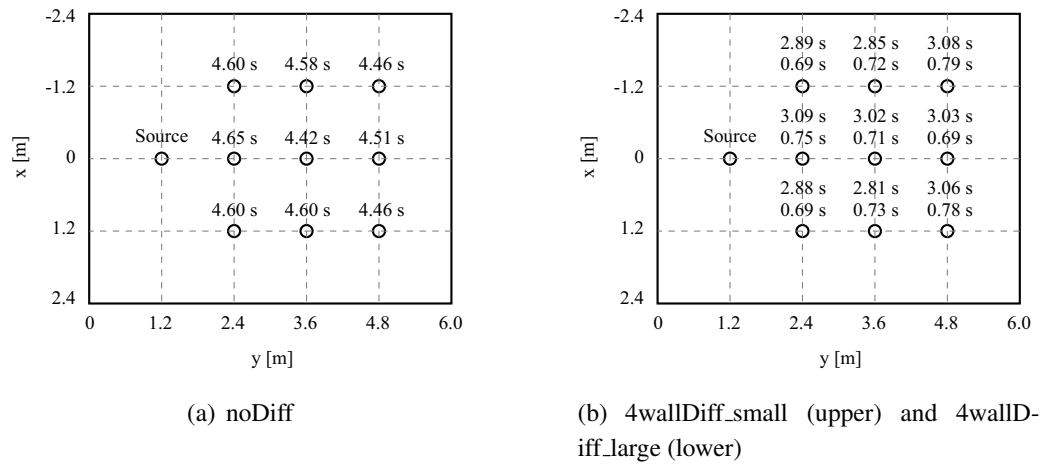 -2.4
4.60 s 4.58 s 4.46 s
-1.2
Source 4.65 s 4.42 s 4.51 s
0
4.60 s 4.60 s 4.46 s
1.2
2.4
0 1.2 2.4 3.6 4.8 6.0
x [m]
y [m]
(a) noDiff
-2.4
2.89 s 2.85 s 3.08 s
0.69 s 0.72 s 0.79 s
-1.2
3.09 s 3.02 s 3.03 s
Source 0.75 s 0.71 s 0.69 s
0
2.88 s 2.81 s 3.06 s
0.69 s 0.73 s 0.78 s
1.2
2.4
0 1.2 2.4 3.6 4.8 6.0
x [m]
y [m]
(b) 4wallDiff_small (upper) and 4wallD-
iff_large (lower)